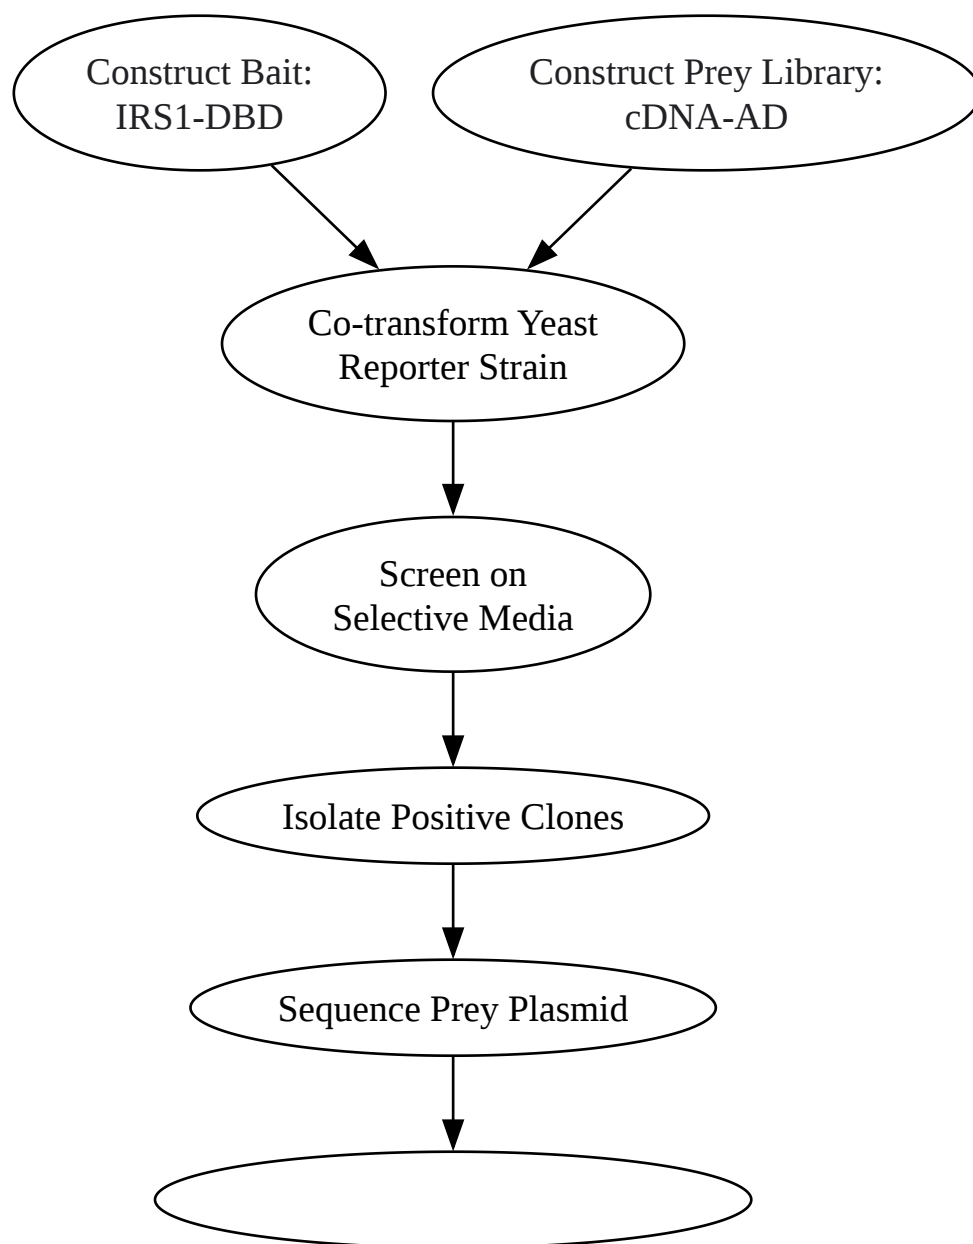 Construct Bait:
IRS1-DBD
Construct Prey Library:
cDNA-AD
Co-transform Yeast
Reporter Strain
Screen on
Selective Media
Isolate Positive Clones
Sequence Prey Plasmid